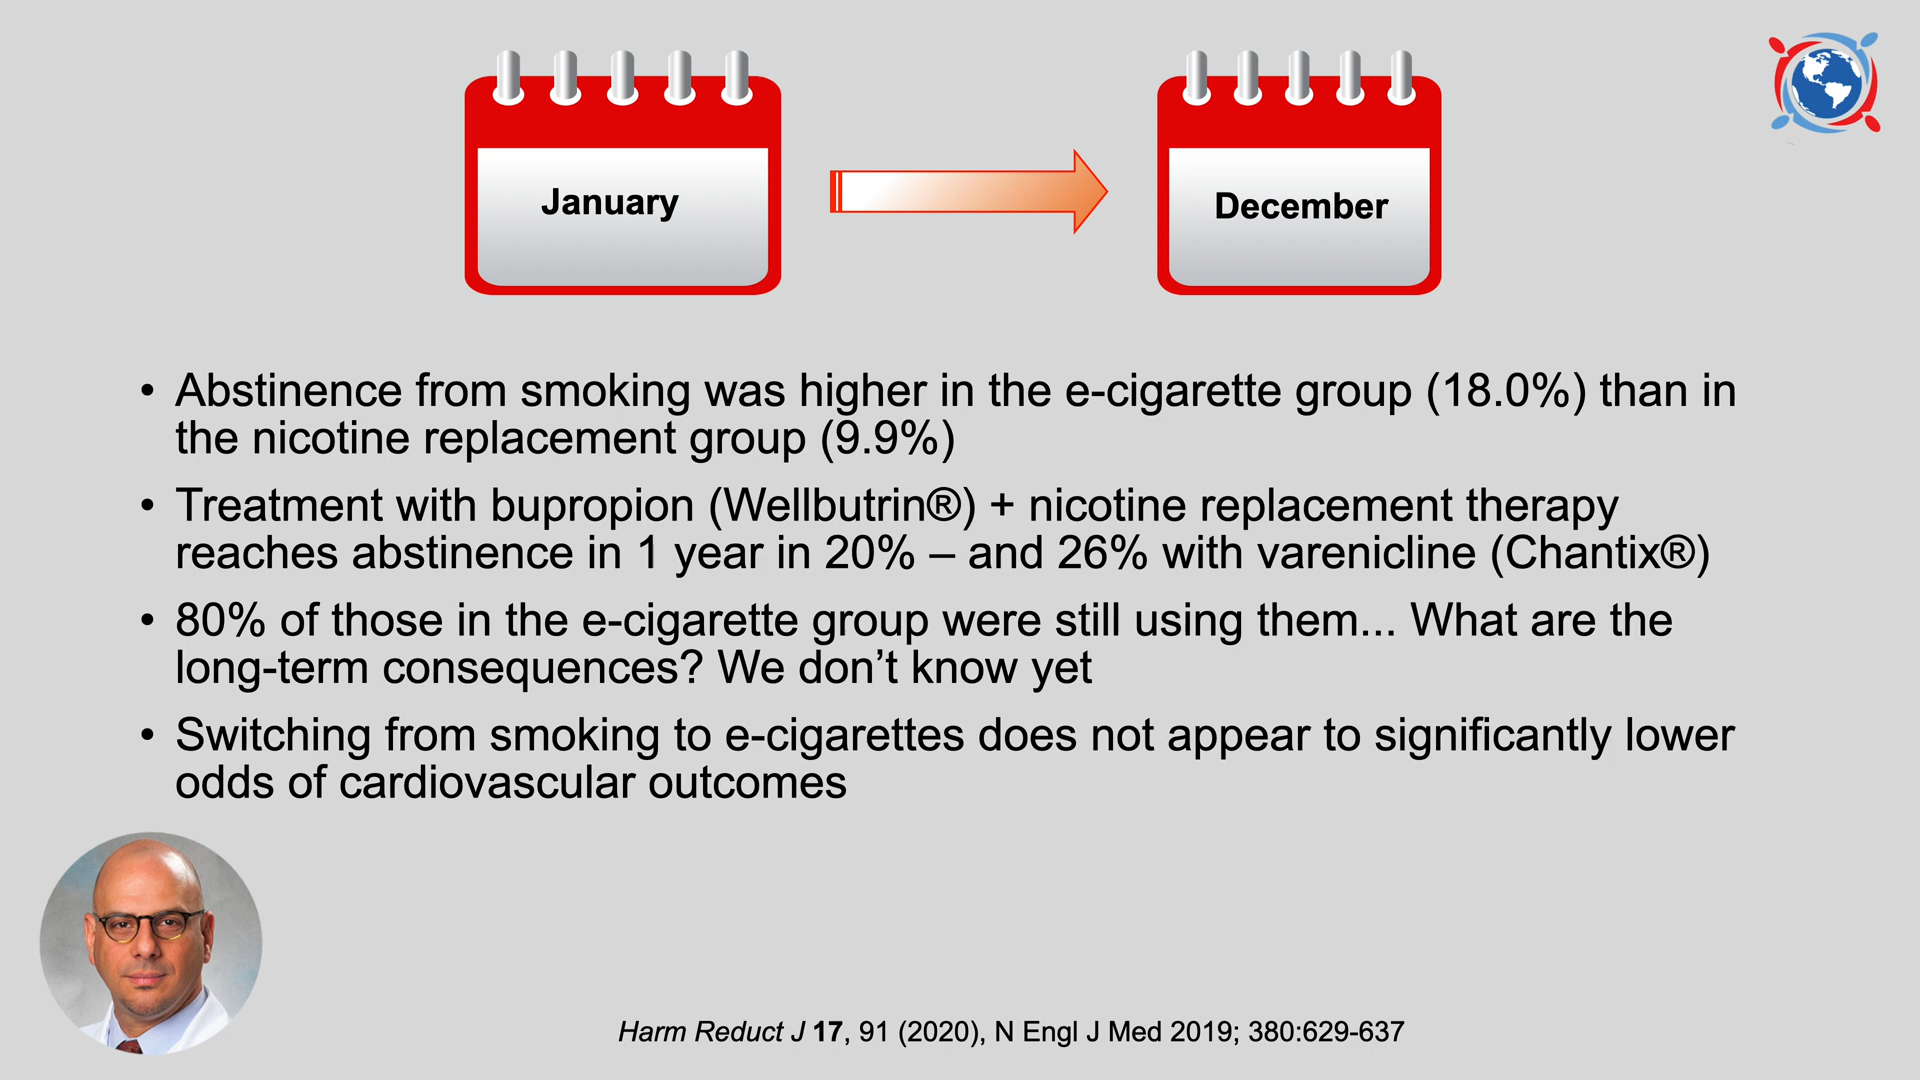 January
December
• Abstinence from smoking was higher in the e-cigarette group (18.0%) than in
the nicotine replacement group (9.9%)
• Treatment with bupropion (Wellbutrin®) + nicotine replacement therapy
reaches abstinence in 1 year in 20% – and 26% with varenicline (Chantix®)
• 80% of those in the e-cigarette group were still using them... What are the
long-term consequences? We don’t know yet
• Switching from smoking to e-cigarettes does not appear to significantly lower
odds of cardiovascular outcomes
Harm Reduct J 17, 91 (2020), N Engl J Med 2019; 380:629-637